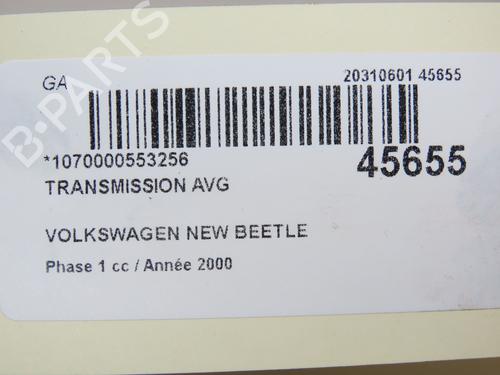 GA
20310601 45655
*1070000553256
45655
TRANSMISSION AVG
VOLKSWAGEN NEW BEETLE
Phase 1 cc / Année 2000
B-PARTS